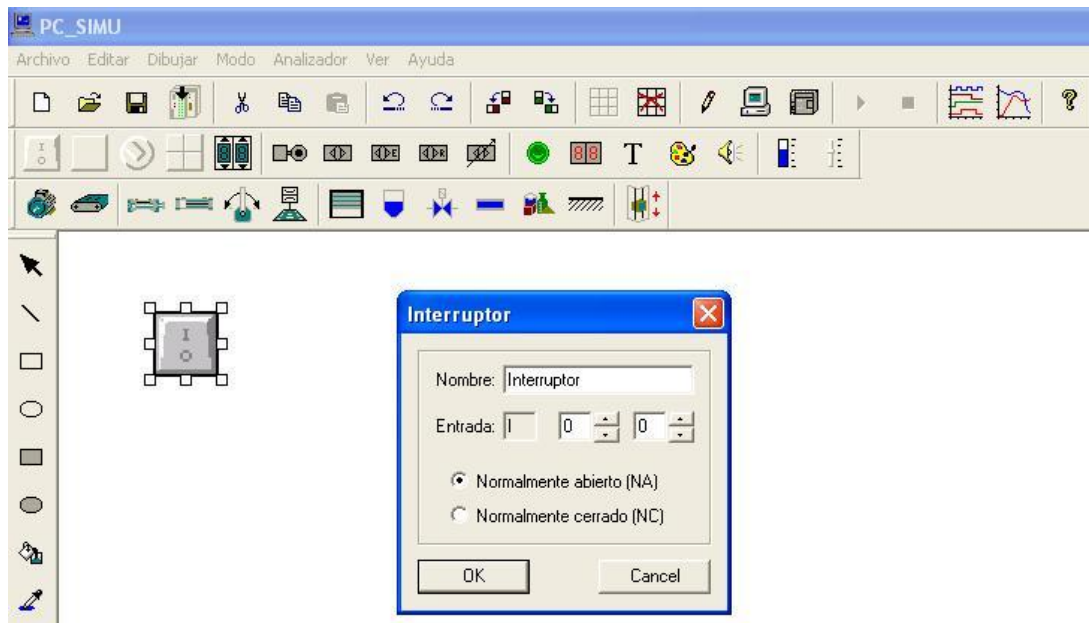 PC_SIMU
Archivo Editar Dibujar Modo Analizador Ver Ayuda
T
I
O
Interruptor
Nombre: Interruptor
Entrada: I 0 0
Normalmente abierto (NA)
Normalmente cerrado (NC)
OK Cancel